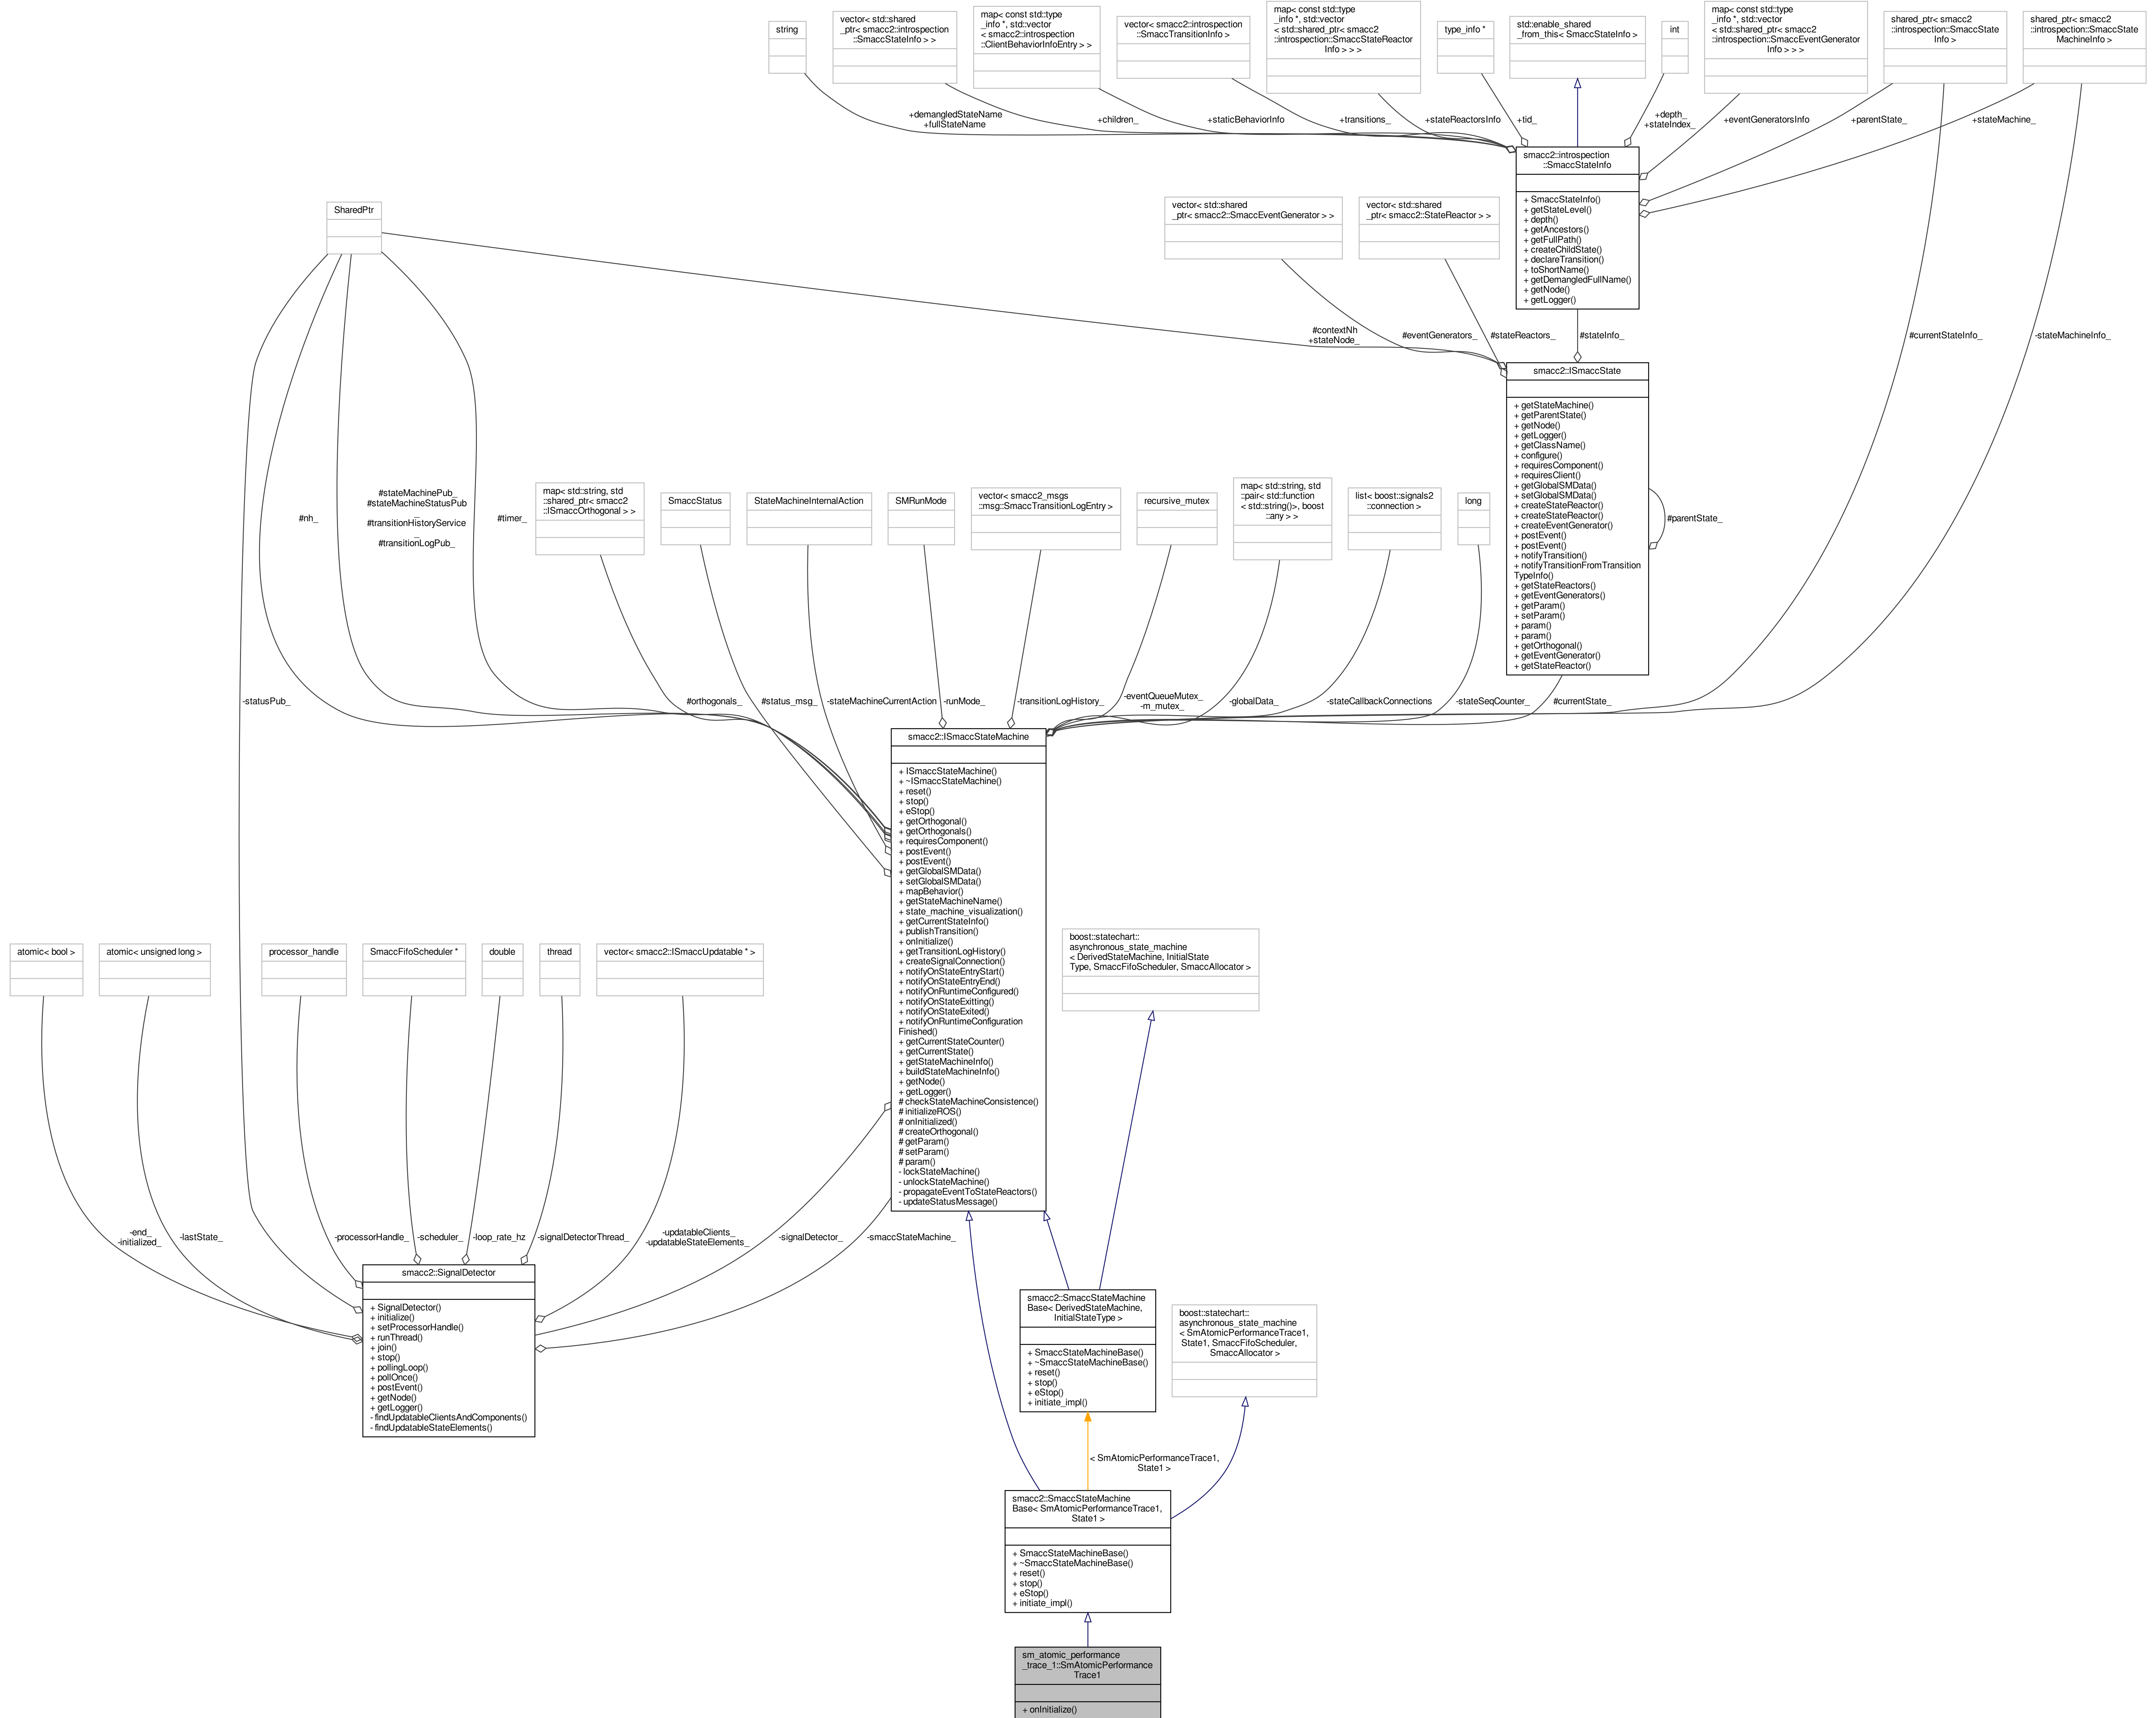 string
vector< std::shared
_ptr< smacc2::introspection
::SmaccStateInfo > >
map< const std::type
_info *, std::vector
< smacc2::introspection
::ClientBehaviorInfoEntry > >
vector< smacc2::introspection
::SmaccTransitionInfo >
map< const std::type
_info *, std::vector
< std::shared_ptr< smacc2
::introspection::SmaccStateReactor
Info > > >
type_info *
std::enable_shared
_from_this< SmaccStateInfo >
int
map< const std::type
_info *, std::vector
< std::shared_ptr< smacc2
::introspection::SmaccEventGenerator
Info > > >
shared_ptr< smacc2
::introspection::SmaccState
Info >
shared_ptr< smacc2
::introspection::SmaccState
MachineInfo >
+demangledStateName
+fullStateName
+children_
+staticBehaviorInfo
+transitions_
+stateReactorsInfo
+tid_
+depth_
+stateIndex_
+eventGeneratorsInfo
+parentState_
+stateMachine_
smacc2::introspection
::SmaccStateInfo
+ SmaccStateInfo()
+ getStateLevel()
+ depth()
+ getAncestors()
+ getFullPath()
+ createChildState()
+ declareTransition()
+ toShortName()
+ getDemangledFullName()
+ getNode()
+ getLogger()
SharedPtr
vector< std::shared
_ptr< smacc2::SmaccEventGenerator > >
vector< std::shared
_ptr< smacc2::StateReactor > >
#contextNh
+stateNode_
#eventGenerators_
#stateReactors_
#stateInfo_
#currentStateInfo_
-stateMachineInfo_
smacc2::ISmaccState
+ getStateMachine()
+ getParentState()
+ getNode()
+ getLogger()
+ getClassName()
+ configure()
+ requiresComponent()
+ requiresClient()
+ getGlobalSMData()
+ setGlobalSMData()
+ createStateReactor()
+ createStateReactor()
+ createEventGenerator()
+ postEvent()
+ postEvent()
+ notifyTransition()
+ notifyTransitionFromTransition
TypeInfo()
+ getStateReactors()
+ getEventGenerators()
+ getParam()
+ setParam()
+ param()
+ param()
+ getOrthogonal()
+ getEventGenerator()
+ getStateReactor()
#parentState_
#nh_
#stateMachinePub_
#stateMachineStatusPub
_
#transitionHistoryService
_
#transitionLogPub_
#timer_
map< std::string, std
::shared_ptr< smacc2
::ISmaccOrthogonal > >
SmaccStatus
StateMachineInternalAction
SMRunMode
vector< smacc2_msgs
::msg::SmaccTransitionLogEntry >
recursive_mutex
map< std::string, std
::pair< std::function
< std::string()>, boost
::any > >
list< boost::signals2
::connection >
long
-statusPub_
#orthogonals_
#status_msg_
-stateMachineCurrentAction
-runMode_
-transitionLogHistory_
-eventQueueMutex_
-m_mutex_
-globalData_
-stateCallbackConnections
-stateSeqCounter_
#currentState_
smacc2::ISmaccStateMachine
+ ISmaccStateMachine()
+ ~ISmaccStateMachine()
+ reset()
+ stop()
+ eStop()
+ getOrthogonal()
+ getOrthogonals()
+ requiresComponent()
+ postEvent()
+ postEvent()
+ getGlobalSMData()
+ setGlobalSMData()
+ mapBehavior()
+ getStateMachineName()
+ state_machine_visualization()
+ getCurrentStateInfo()
+ publishTransition()
+ onInitialize()
+ getTransitionLogHistory()
+ createSignalConnection()
+ notifyOnStateEntryStart()
+ notifyOnStateEntryEnd()
+ notifyOnRuntimeConfigured()
+ notifyOnStateExitting()
+ notifyOnStateExited()
+ notifyOnRuntimeConfiguration
Finished()
+ getCurrentStateCounter()
+ getCurrentState()
+ getStateMachineInfo()
+ buildStateMachineInfo()
+ getNode()
+ getLogger()
# checkStateMachineConsistence()
# initializeROS()
# onInitialized()
# createOrthogonal()
# getParam()
# setParam()
# param()
- lockStateMachine()
- unlockStateMachine()
- propagateEventToStateReactors()
- updateStatusMessage()
atomic< bool >
atomic< unsigned long >
processor_handle
SmaccFifoScheduler *
double
thread
vector< smacc2::ISmaccUpdatable * >
boost::statechart::
asynchronous_state_machine
< DerivedStateMachine, InitialState
Type, SmaccFifoScheduler, SmaccAllocator >
-end_
-initialized_
-lastState_
-processorHandle_
-scheduler_
-loop_rate_hz
-signalDetectorThread_
-updatableClients_
-updatableStateElements_
-signalDetector_
-smaccStateMachine_
smacc2::SignalDetector
+ SignalDetector()
+ initialize()
+ setProcessorHandle()
+ runThread()
+ join()
+ stop()
+ pollingLoop()
+ pollOnce()
+ postEvent()
+ getNode()
+ getLogger()
- findUpdatableClientsAndComponents()
- findUpdatableStateElements()
smacc2::SmaccStateMachine
Base< DerivedStateMachine,
InitialStateType >
+ SmaccStateMachineBase()
+ ~SmaccStateMachineBase()
+ reset()
+ stop()
+ eStop()
+ initiate_impl()
boost::statechart::
asynchronous_state_machine
< SmAtomicPerformanceTrace1,
State1, SmaccFifoScheduler,
SmaccAllocator >
< SmAtomicPerformanceTrace1,
State1 >
smacc2::SmaccStateMachine
Base< SmAtomicPerformanceTrace1,
State1 >
+ SmaccStateMachineBase()
+ ~SmaccStateMachineBase()
+ reset()
+ stop()
+ eStop()
+ initiate_impl()
sm_atomic_performance
_trace_1::SmAtomicPerformance
Trace1
+ onInitialize()